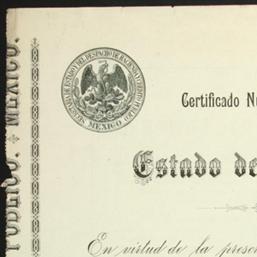 PUBLICO. MEXICO.
SECRETARIA DE ESTADO Y DEL DESPACHO DE HACIENDA Y CREDITO PUBLICO
MEXICO
Certificado Nú
Estado de
En virtud de la presen